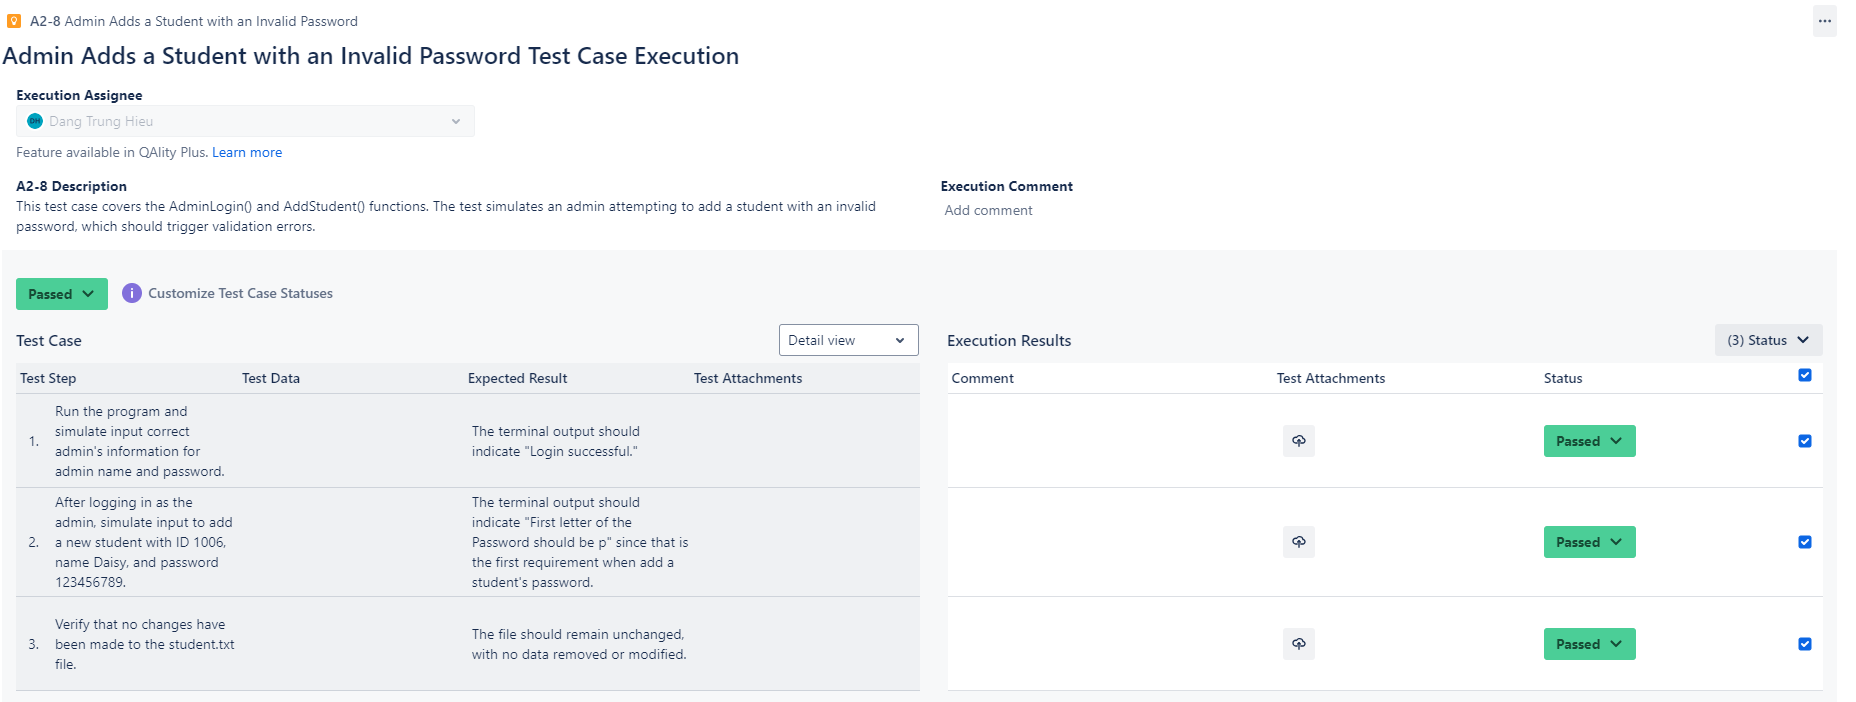 A2-8 Admin Adds a Student with an Invalid Password
Admin Adds a Student with an Invalid Password Test Case Execution
Execution Assignee
DH Dang Trung Hieu
Feature available in QAlity Plus. Learn more
A2-8 Description
This test case covers the AdminLogin() and AddStudent() functions. The test simulates an admin attempting to add a student with an invalid
password, which should trigger validation errors.
Execution Comment
Add comment
Passed
Customize Test Case Statuses
Test Case
Detail view
Test Step Test Data Expected Result Test Attachments
1.
Run the program and
simulate input correct
admin's information for
admin name and password.
The terminal output should
indicate "Login successful."
2.
After logging in as the
admin, simulate input to add
a new student with ID 1006,
name Daisy, and password
123456789.
The terminal output should
indicate "First letter of the
Password should be p" since that is
the first requirement when add a
student's password.
3.
Verify that no changes have
been made to the student.txt
file.
The file should remain unchanged,
with no data removed or modified.
Execution Results
(3) Status
Comment Test Attachments Status
Passed
Passed
Passed